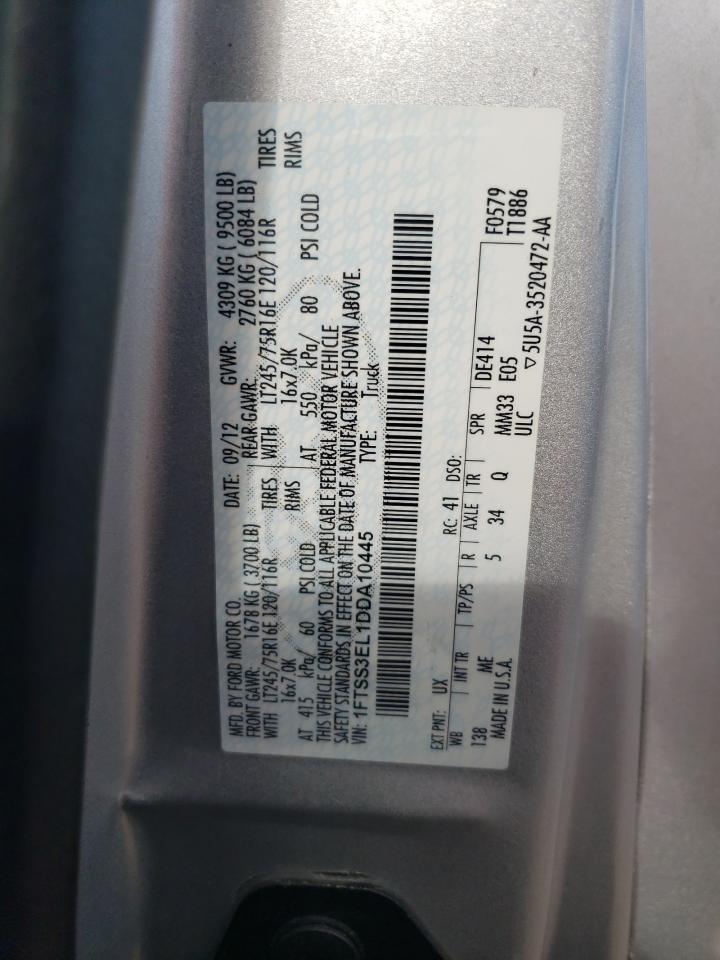 MFD. BY FORD MOTOR CO. DATE: 09/12 GVWR: 4309 KG ( 9500 LB)
FRONT GAWR: 1678 KG ( 3700 LB) REAR GAWR: 2760 KG ( 6084 LB)
WITH LT245/75R16E 120/116R TIRES WITH LT245/75R16E 120/116R TIRES
16x7.0K RIMS 16x7.0K RIMS
AT 415 kPa/ 60 PSI COLD AT 550 kPa/ 80 PSI COLD
THIS VEHICLE CONFORMS TO ALL APPLICABLE FEDERAL MOTOR VEHICLE
SAFETY STANDARDS IN EFFECT ON THE DATE OF MANUFACTURE SHOWN ABOVE.
VIN: 1FTSS3EL1DDA10445 TYPE: Truck
EXT PNT: UX RC: 41 DSO: F0579
WB INT TR TP/PS R AXLE TR SPR DE414 T1886
138 ME 5 34 Q MM33 E05
MADE IN U.S.A. ULC ▽5U5A-3520472-AA